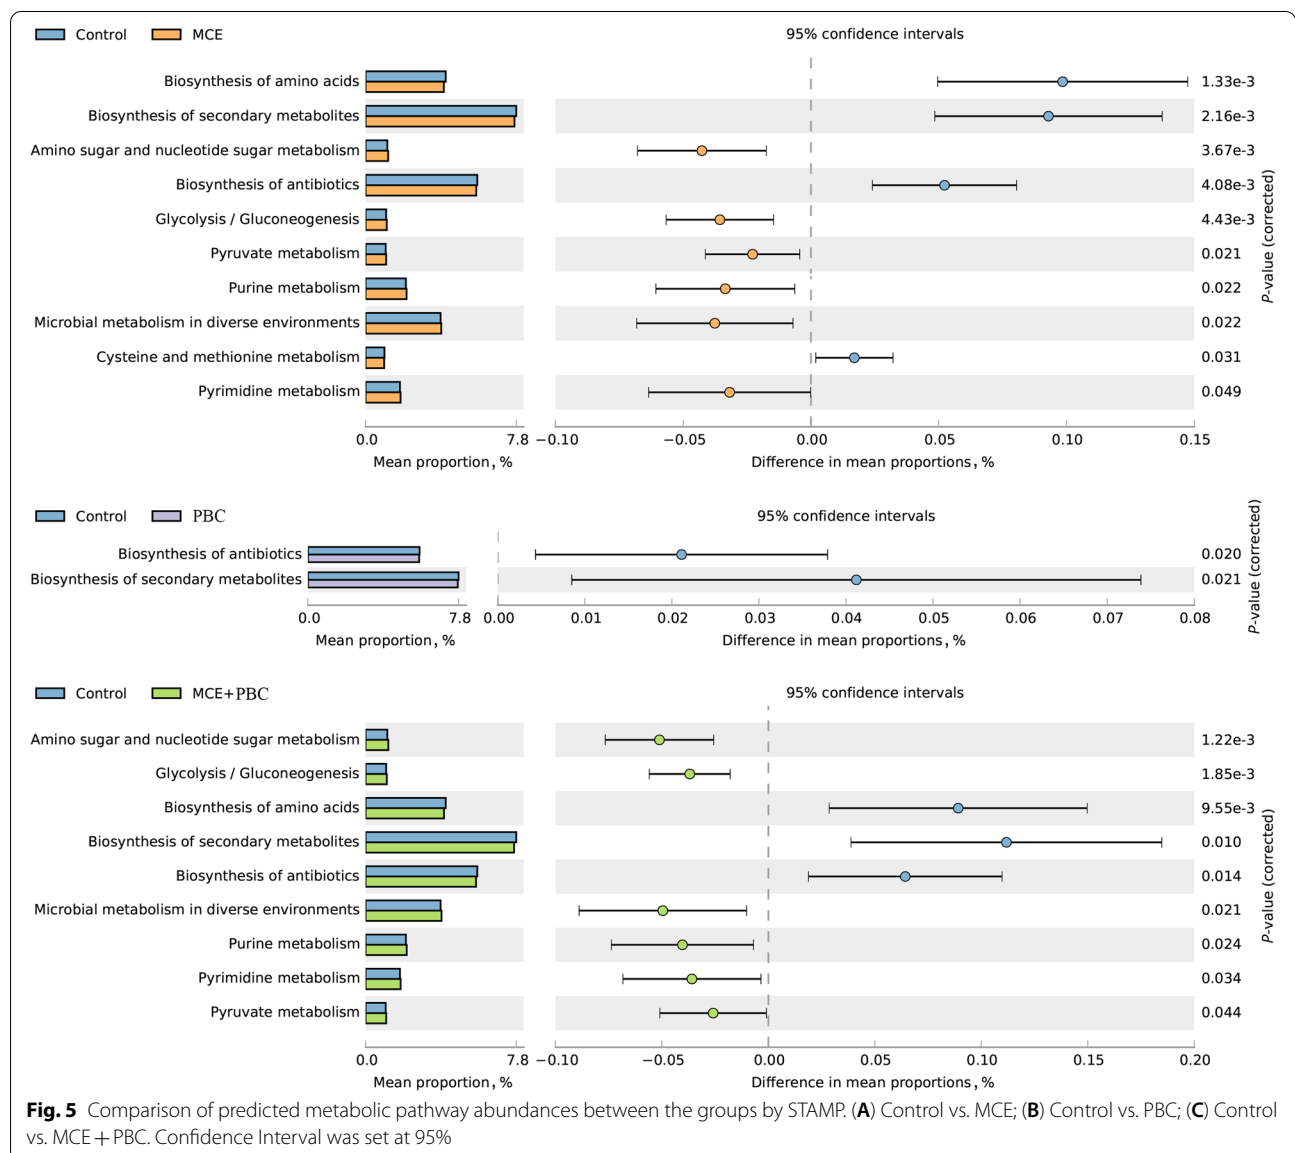 Control MCE 95% confidence intervals
Biosynthesis of amino acids 1.33e-3
Biosynthesis of secondary metabolites 2.16e-3
Amino sugar and nucleotide sugar metabolism 3.67e-3
Biosynthesis of antibiotics 4.08e-3
Glycolysis / Gluconeogenesis 4.43e-3
Pyruvate metabolism 0.021
Purine metabolism 0.022
Microbial metabolism in diverse environments 0.022
Cysteine and methionine metabolism 0.031
Pyrimidine metabolism 0.049
P-value (corrected)
0.0 7.8 −0.10 −0.05 0.00 0.05 0.10 0.15
Mean proportion, % Difference in mean proportions, %
Control PBC 95% confidence intervals
Biosynthesis of antibiotics 0.020
Biosynthesis of secondary metabolites 0.021
P-value (corrected)
0.0 7.8 0.00 0.01 0.02 0.03 0.04 0.05 0.06 0.07 0.08
Mean proportion, % Difference in mean proportions, %
Control MCE+PBC 95% confidence intervals
Amino sugar and nucleotide sugar metabolism 1.22e-3
Glycolysis / Gluconeogenesis 1.85e-3
Biosynthesis of amino acids 9.55e-3
Biosynthesis of secondary metabolites 0.010
Biosynthesis of antibiotics 0.014
Microbial metabolism in diverse environments 0.021
Purine metabolism 0.024
Pyrimidine metabolism 0.034
Pyruvate metabolism 0.044
P-value (corrected)
0.0 7.8 −0.10 −0.05 0.00 0.05 0.10 0.15 0.20
Mean proportion, % Difference in mean proportions, %
Fig. 5 Comparison of predicted metabolic pathway abundances between the groups by STAMP. (A) Control vs. MCE; (B) Control vs. PBC; (C) Control
vs. MCE + PBC. Confidence Interval was set at 95%